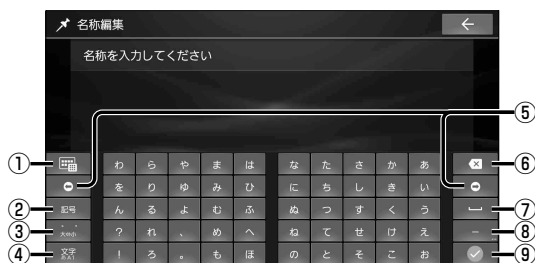 名称編集
名称を入力してください
⑤
① わ ら や ま は な た さ か あ ⑥
を り ゆ み ひ に ち し き い
② 記号 ん る よ む ふ ぬ つ す く う ⑦
③ 大⇔小 ? れ 、 め へ ね て せ け え ー ⑧
④ 文字 ! ろ 。 も ほ の と そ こ お ⑨